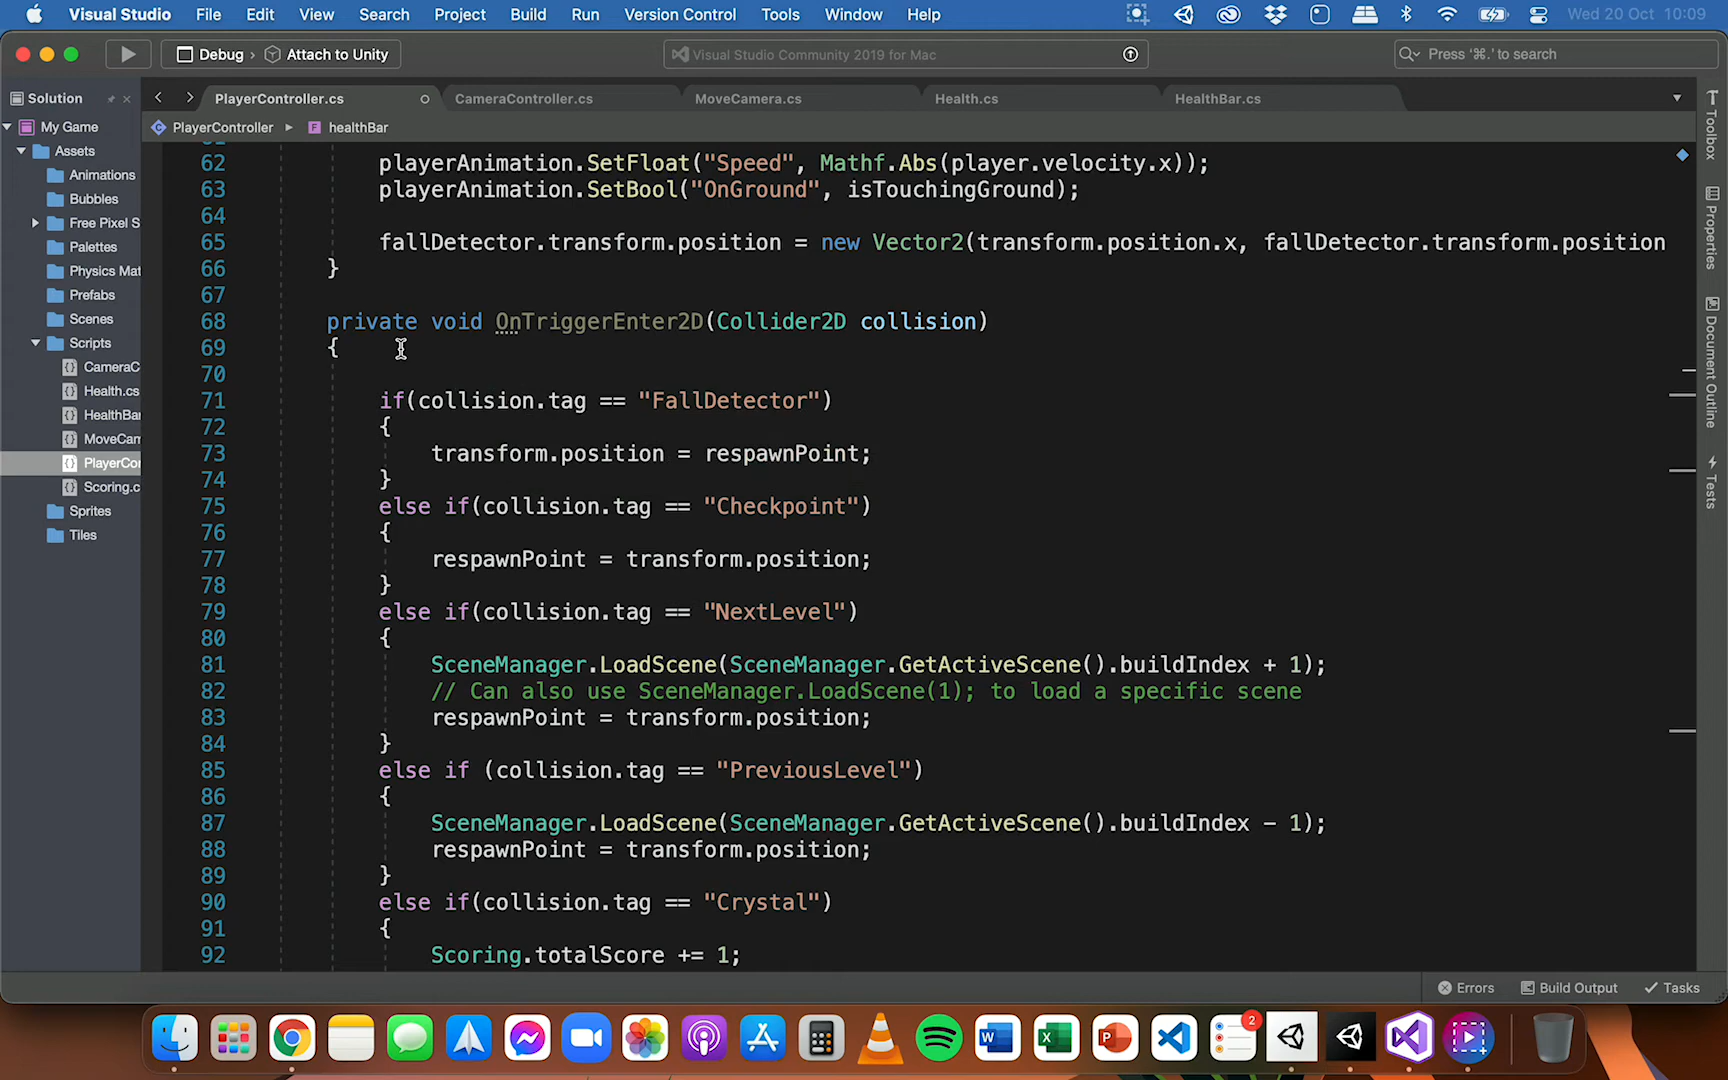 Visual Studio File Edit View Search Project Build Run Version Control Tools Window Help Wed 20 Oct 10:09
Debug › Attach to Unity Visual Studio Community 2019 for Mac Press '⌘.' to search
Solution PlayerController.cs CameraController.cs MoveCamera.cs Health.cs HealthBar.cs
PlayerController ▸ healthBar
My Game
Assets
Animations
Bubbles
Free Pixel S
Palettes
Physics Mat
Prefabs
Scenes
Scripts
CameraC
Health.cs
HealthBar
MoveCam
PlayerCor
Scoring.c
Sprites
Tiles
62 playerAnimation.SetFloat("Speed", Mathf.Abs(player.velocity.x));
63 playerAnimation.SetBool("OnGround", isTouchingGround);
64
65 fallDetector.transform.position = new Vector2(transform.position.x, fallDetector.transform.position
66 }
67
68 private void OnTriggerEnter2D(Collider2D collision)
69 {
70
71 if(collision.tag == "FallDetector")
72 {
73 transform.position = respawnPoint;
74 }
75 else if(collision.tag == "Checkpoint")
76 {
77 respawnPoint = transform.position;
78 }
79 else if(collision.tag == "NextLevel")
80 {
81 SceneManager.LoadScene(SceneManager.GetActiveScene().buildIndex + 1);
82 // Can also use SceneManager.LoadScene(1); to load a specific scene
83 respawnPoint = transform.position;
84 }
85 else if (collision.tag == "PreviousLevel")
86 {
87 SceneManager.LoadScene(SceneManager.GetActiveScene().buildIndex - 1);
88 respawnPoint = transform.position;
89 }
90 else if(collision.tag == "Crystal")
91 {
92 Scoring.totalScore += 1;
Toolbox
Properties
Document Outline
Tests
Errors Build Output Tasks
2